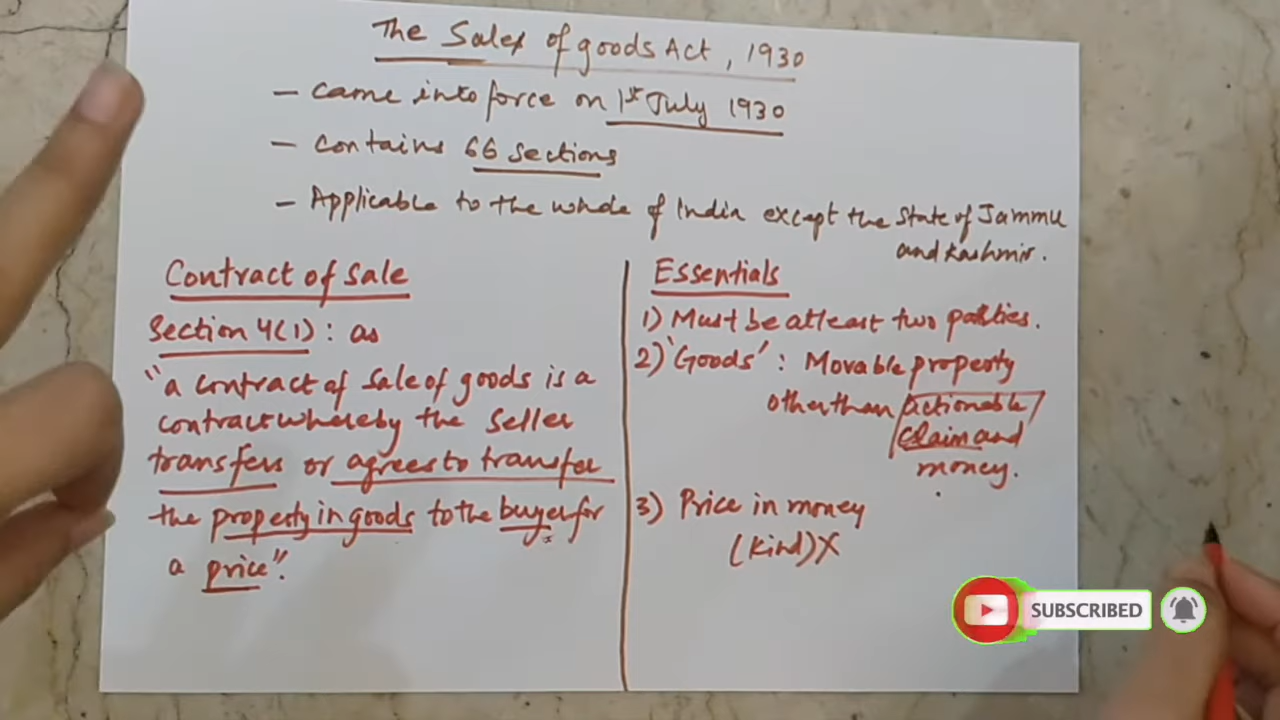 The Sales of goods Act, 1930
- Came into force on 1st July 1930
- Contains 66 sections
- Applicable to the whole of India except the State of Jammu
and Kashmir.
Contract of Sale
Section 4(1) : as
"a contract of sale of goods is a
contract whereby the seller
transfers or agrees to transfer
the property in goods to the buyer for
a price".
Essentials
1) Must be atleast two parties.
2) 'Goods' : Movable property
other than actionable
claim and
money.
3) Price in money
(Kind) X
SUBSCRIBED